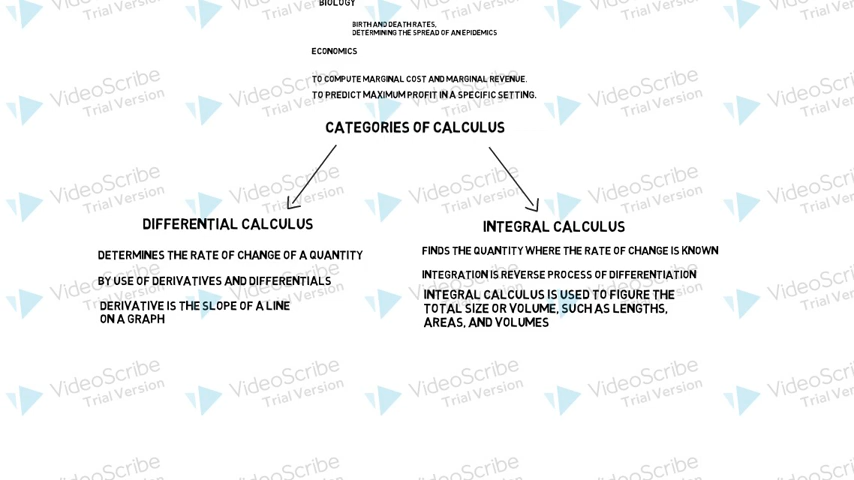 BIOLOGY
BIRTH AND DEATH RATES,
DETERMINING THE SPREAD OF AN EPIDEMICS
ECONOMICS
TO COMPUTE MARGINAL COST AND MARGINAL REVENUE.
TO PREDICT MAXIMUM PROFIT IN A SPECIFIC SETTING.
CATEGORIES OF CALCULUS
DIFFERENTIAL CALCULUS
DETERMINES THE RATE OF CHANGE OF A QUANTITY
BY USE OF DERIVATIVES AND DIFFERENTIALS
DERIVATIVE IS THE SLOPE OF A LINE
ON A GRAPH
INTEGRAL CALCULUS
FINDS THE QUANTITY WHERE THE RATE OF CHANGE IS KNOWN
INTEGRATION IS REVERSE PROCESS OF DIFFERENTIATION
INTEGRAL CALCULUS IS USED TO FIGURE THE
TOTAL SIZE OR VOLUME, SUCH AS LENGTHS,
AREAS, AND VOLUMES
VideoScribe
Trial Version